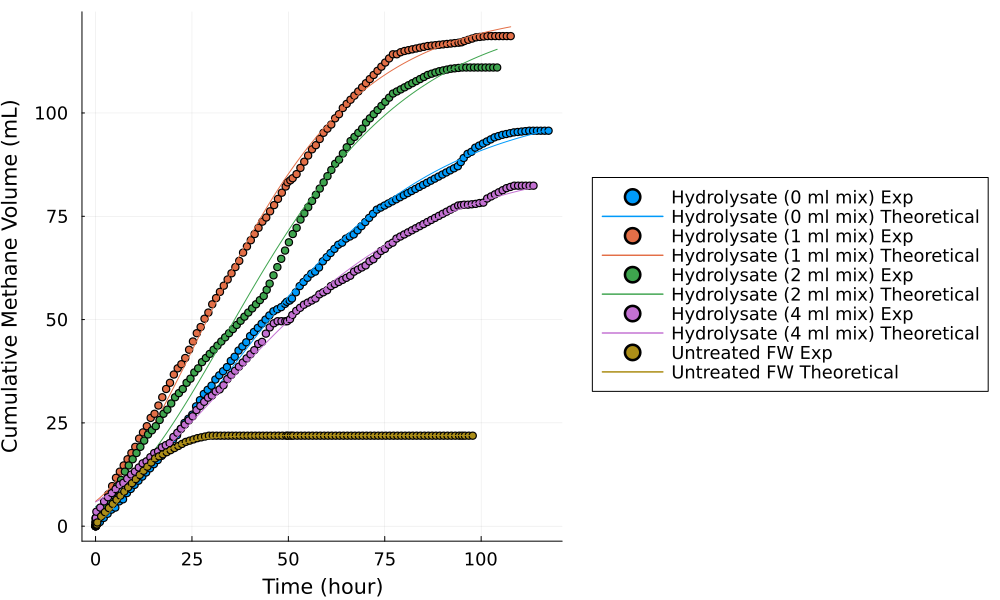 Cumulative Methane Volume (mL)
100
75
50
25
0
0 25 50 75 100
Time (hour)
Hydrolysate (0 ml mix) Exp
Hydrolysate (0 ml mix) Theoretical
Hydrolysate (1 ml mix) Exp
Hydrolysate (1 ml mix) Theoretical
Hydrolysate (2 ml mix) Exp
Hydrolysate (2 ml mix) Theoretical
Hydrolysate (4 ml mix) Exp
Hydrolysate (4 ml mix) Theoretical
Untreated FW Exp
Untreated FW Theoretical